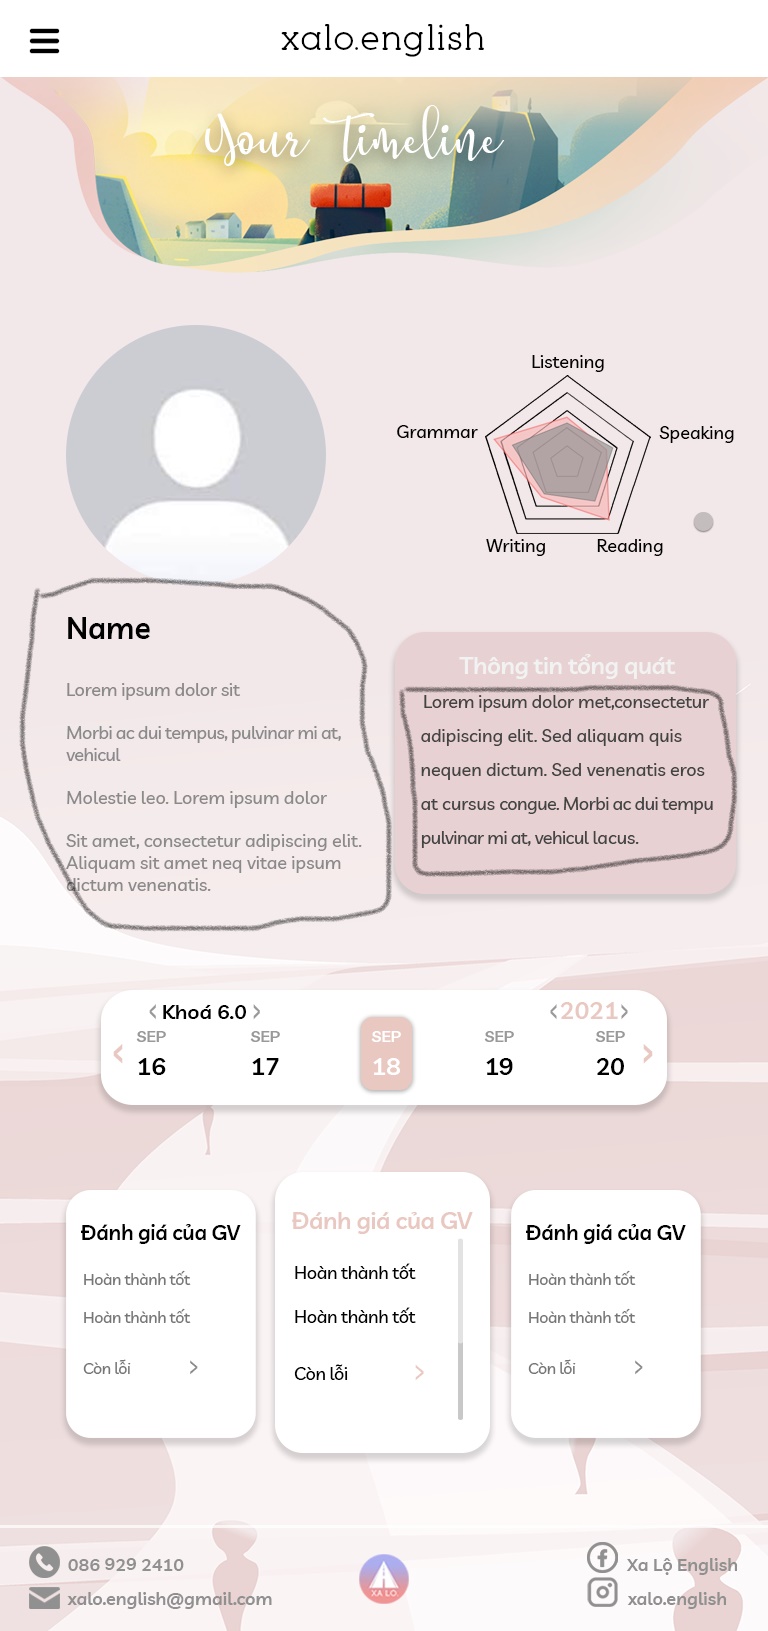 xalo.english
Your Timeline
Listening
Grammar
Speaking
Writing
Reading
Name
Lorem ipsum dolor sit
Morbi ac dui tempus, pulvinar mi at,
vehicul
Molestie leo. Lorem ipsum dolor
Sit amet, consectetur adipiscing elit.
Aliquam sit amet neq vitae ipsum
dictum venenatis.
Thông tin tổng quát
Lorem ipsum dolor met,consectetur
adipiscing elit. Sed aliquam quis
nequen dictum. Sed venenatis eros
at cursus congue. Morbi ac dui tempu
pulvinar mi at, vehicul lacus.
< Khoá 6.0 >
<2021>
SEP
16
SEP
17
SEP
18
SEP
19
SEP
20
Đánh giá của GV
Hoàn thành tốt
Hoàn thành tốt
Còn lỗi >
Đánh giá của GV
Hoàn thành tốt
Hoàn thành tốt
Còn lỗi >
Đánh giá của GV
Hoàn thành tốt
Hoàn thành tốt
Còn lỗi >
086 929 2410
xalo.english@gmail.com
XA LO.
Xa Lộ English
xalo.english